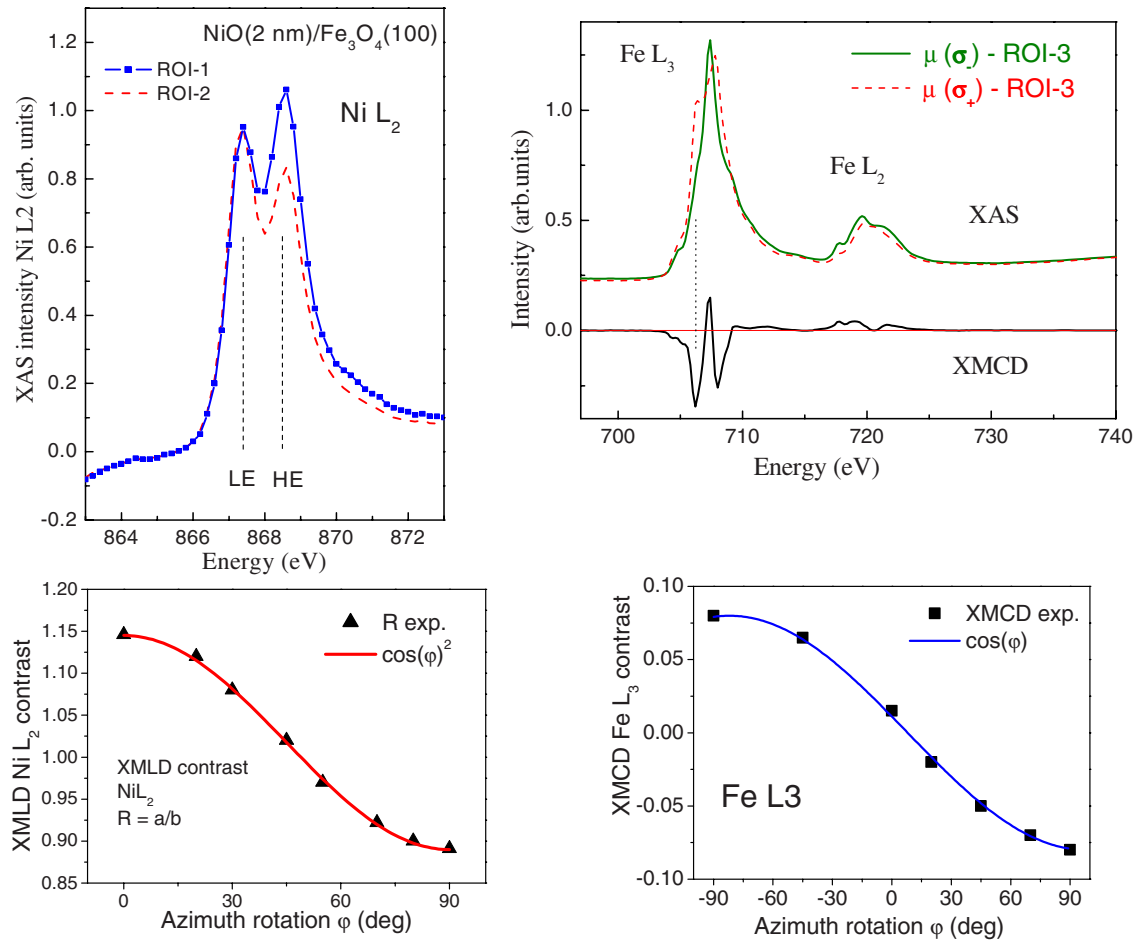 NiO(2 nm)/Fe₃O₄(100)
ROI-1
ROI-2
Ni L₂
LE HE
XAS intensity Ni L2 (arb. units)
1.2
1.0
0.8
0.6
0.4
0.2
0.0
-0.2
864 866 868 870 872
Energy (eV)
Fe L₃
μ (σ₋) - ROI-3
μ (σ₊) - ROI-3
Fe L₂
XAS
XMCD
Intensity (arb.units)
1.0
0.5
0.0
700 710 720 730 740
Energy (eV)
R exp.
cos(φ)²
XMLD contrast
NiL₂
R = a/b
XMLD Ni L₂ contrast
1.20
1.15
1.10
1.05
1.00
0.95
0.90
0.85
0 30 60 90
Azimuth rotation φ (deg)
XMCD exp.
cos(φ)
Fe L3
XMCD Fe L₃ contrast
0.10
0.05
0.00
-0.05
-0.10
-90 -75 -60 -45 -30 -15 0 15 30 45 60 75 90
Azimuth rotation φ (deg)